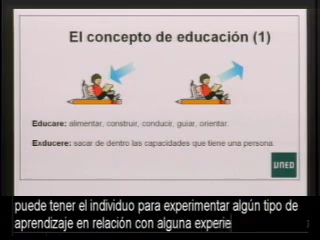 El concepto de educación (1)
Educare: alimentar, construir, conducir, guiar, orientar.
Exducere: sacar de dentro las capacidades que tiene una persona.
UNED
puede tener el individuo para experimentar algún tipo de
aprendizaje en relación con alguna experie